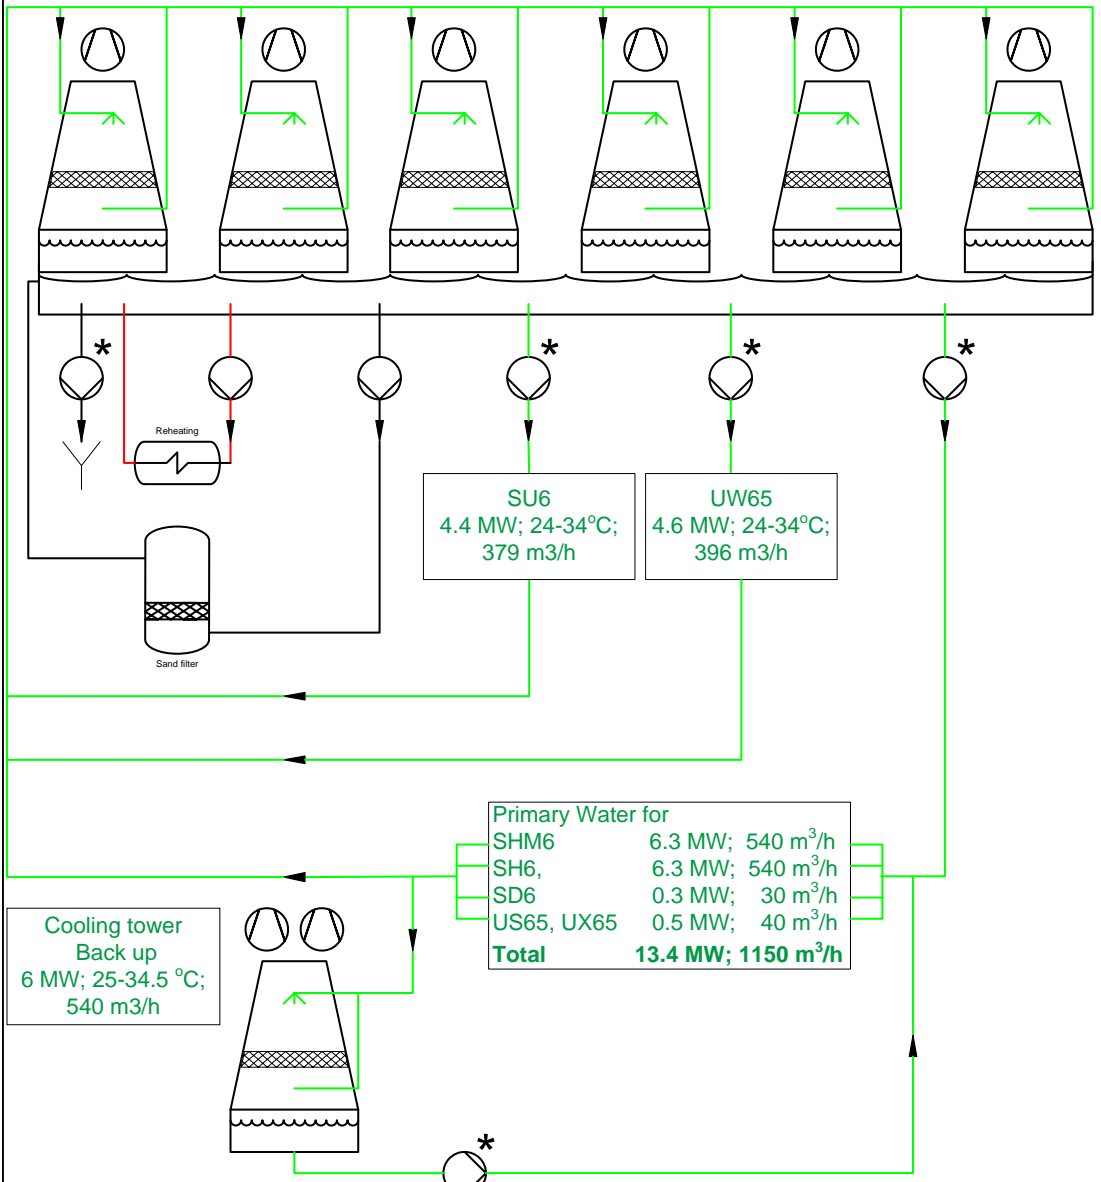 *
*
*
*
Reheating
SU6
4.4 MW; 24-34°C;
379 m3/h
UW65
4.6 MW; 24-34°C;
396 m3/h
Sand filter
Primary Water for
SHM6 6.3 MW; 540 m³/h
SH6, 6.3 MW; 540 m³/h
SD6 0.3 MW; 30 m³/h
US65, UX65 0.5 MW; 40 m³/h
Total 13.4 MW; 1150 m³/h
Cooling tower
Back up
6 MW; 25-34.5 °C;
540 m3/h
*